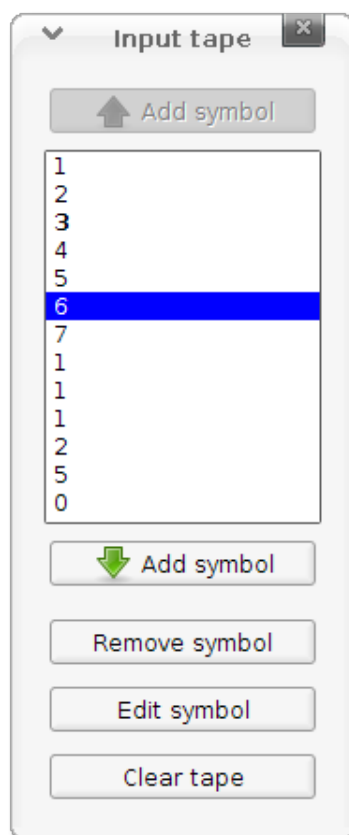 Input tape
Add symbol
1
2
3
4
5
6
7
1
1
1
2
5
0
Add symbol
Remove symbol
Edit symbol
Clear tape